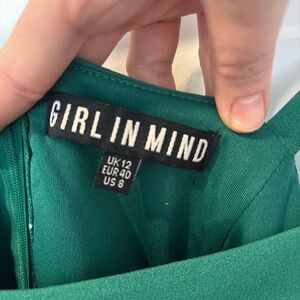 GIRL IN MIND
UK 12
EUR 40
US 8